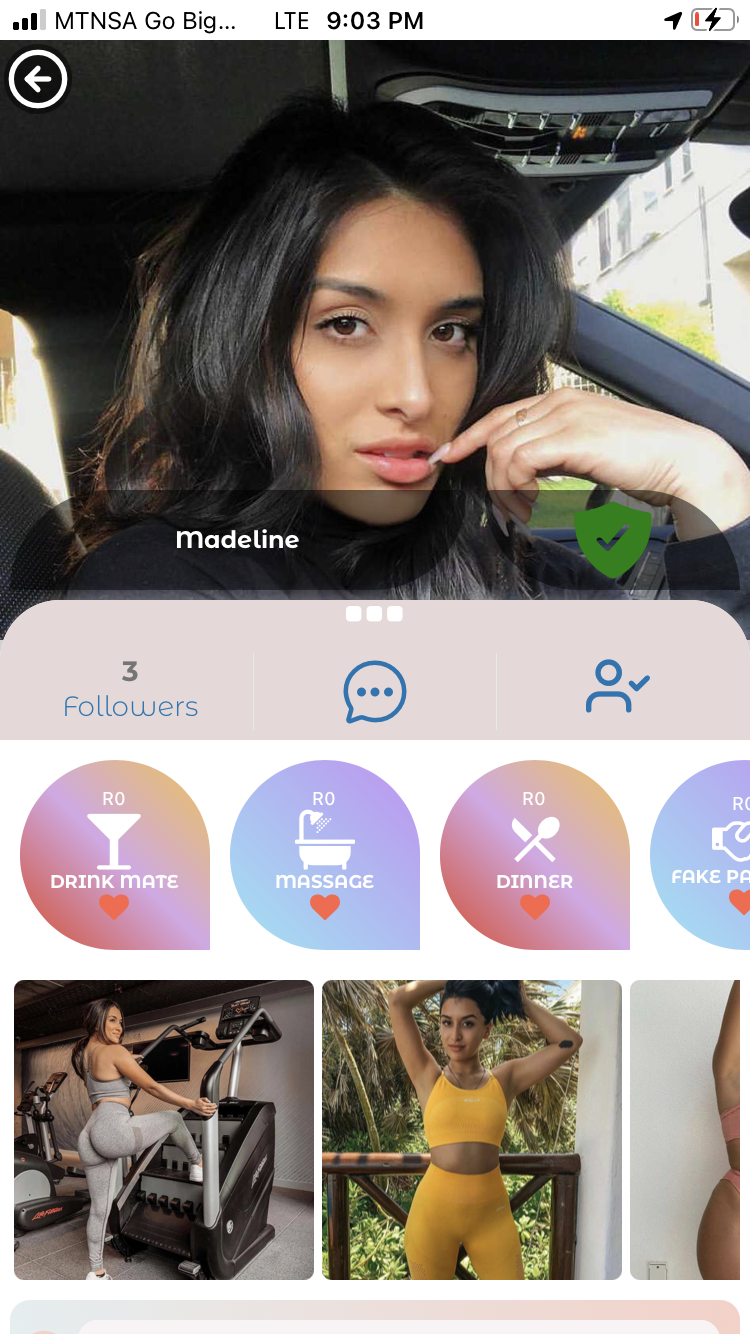 MTNSA Go Big... LTE 9:03 PM
Madeline
3
Followers
R0
DRINK MATE
R0
MASSAGE
R0
DINNER
R0
FAKE PA